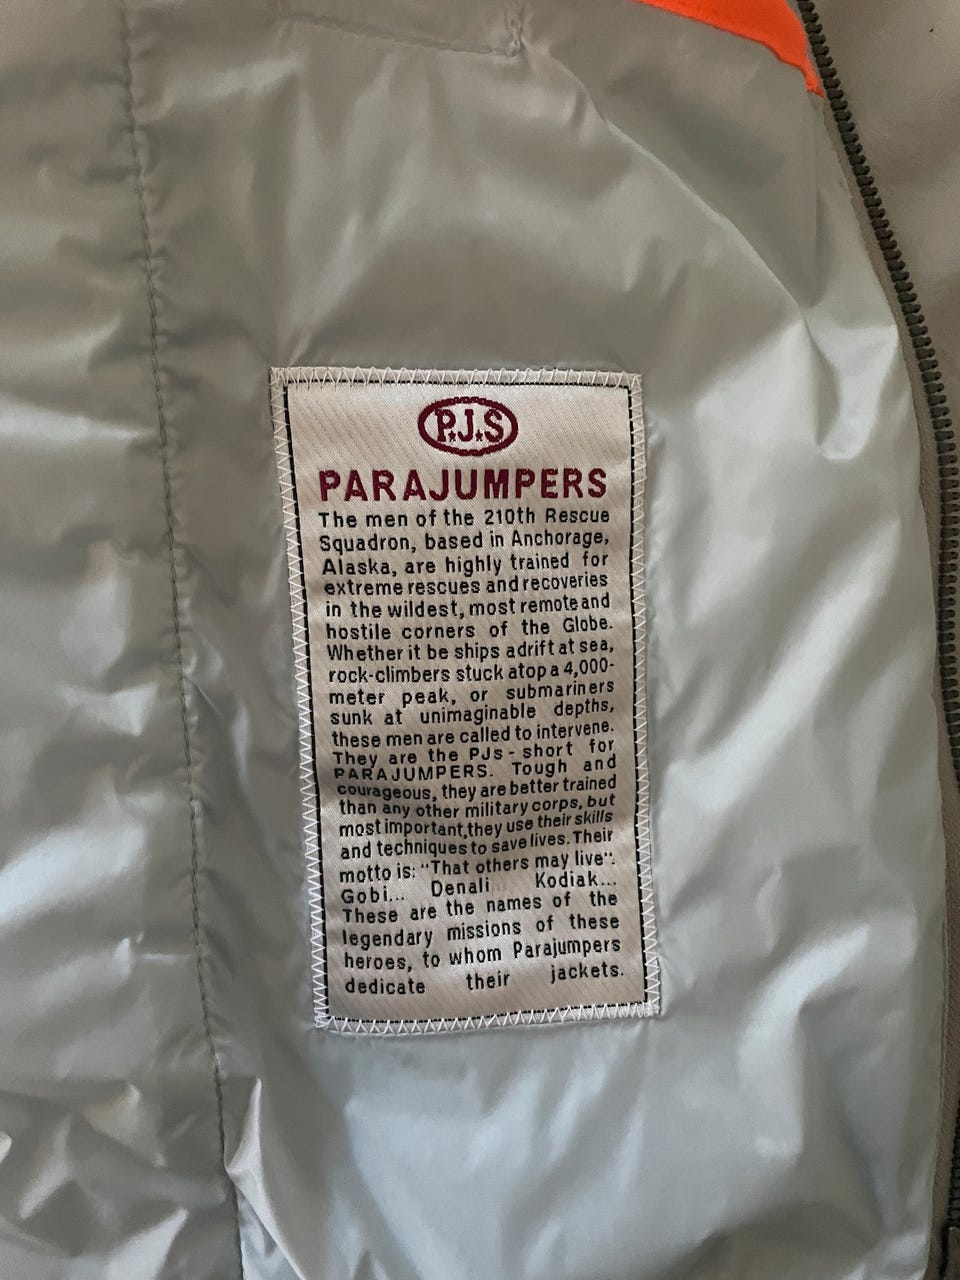 P.J.S
PARAJUMPERS
The men of the 210th Rescue
Squadron, based in Anchorage,
Alaska, are highly trained for
extreme rescues and recoveries
in the wildest, most remote and
hostile corners of the Globe.
Whether it be ships adrift at sea,
rock-climbers stuck atop a 4,000-
meter peak, or submariners
sunk at unimaginable depths,
these men are called to intervene.
They are the PJs - short for
PARAJUMPERS. Tough and
courageous, they are better trained
than any other military corps, but
most important, they use their skills
and techniques to save lives. Their
motto is: "That others may live".
Gobi... Denali Kodiak...
These are the names of the
legendary missions of these
heroes, to whom Parajumpers
dedicate their jackets.